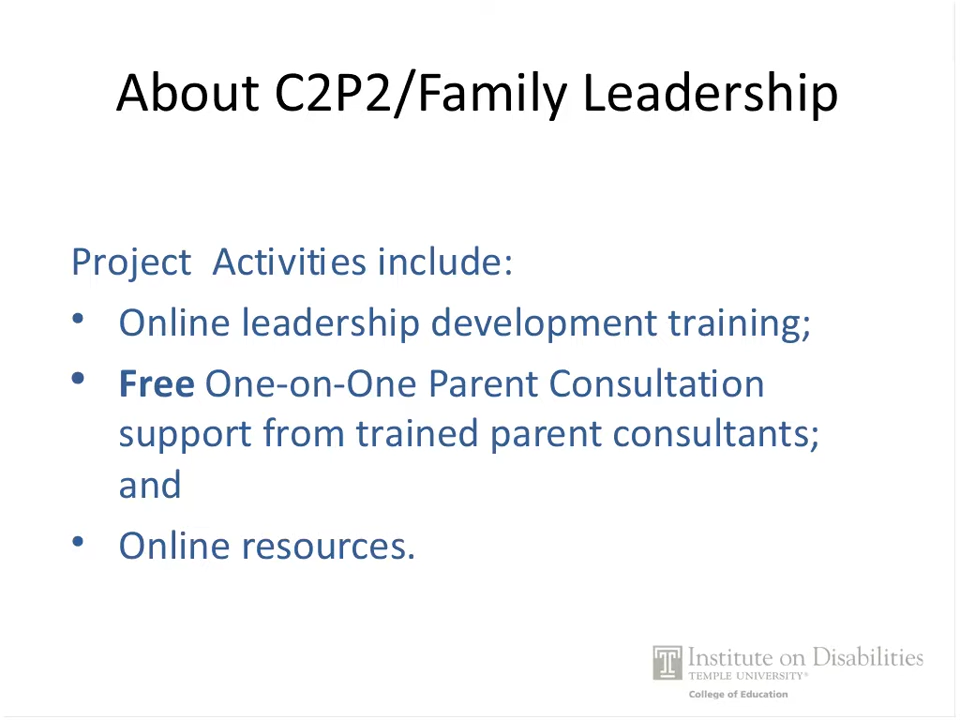 About C2P2/Family Leadership
Project  Activities include:
• Online leadership development training;
• Free One-on-One Parent Consultation
support from trained parent consultants;
and
• Online resources.
Institute on Disabilities
TEMPLE UNIVERSITY®
College of Education